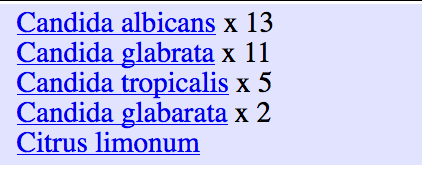 Candida albicans x 13
Candida glabrata x 11
Candida tropicalis x 5
Candida glabarata x 2
Citrus limonum